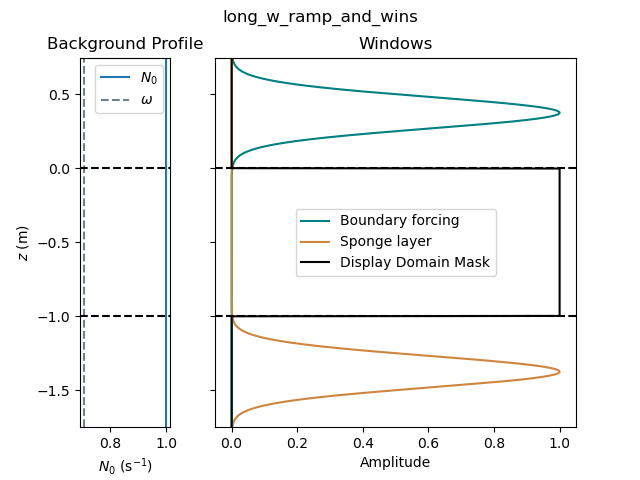 long_w_ramp_and_wins
Background Profile
Windows
N₀
ω
0.5
0.0
−0.5
−1.0
−1.5
z (m)
0.8
1.0
N₀ (s⁻¹)
Boundary forcing
Sponge layer
Display Domain Mask
0.0
0.2
0.4
0.6
0.8
1.0
Amplitude